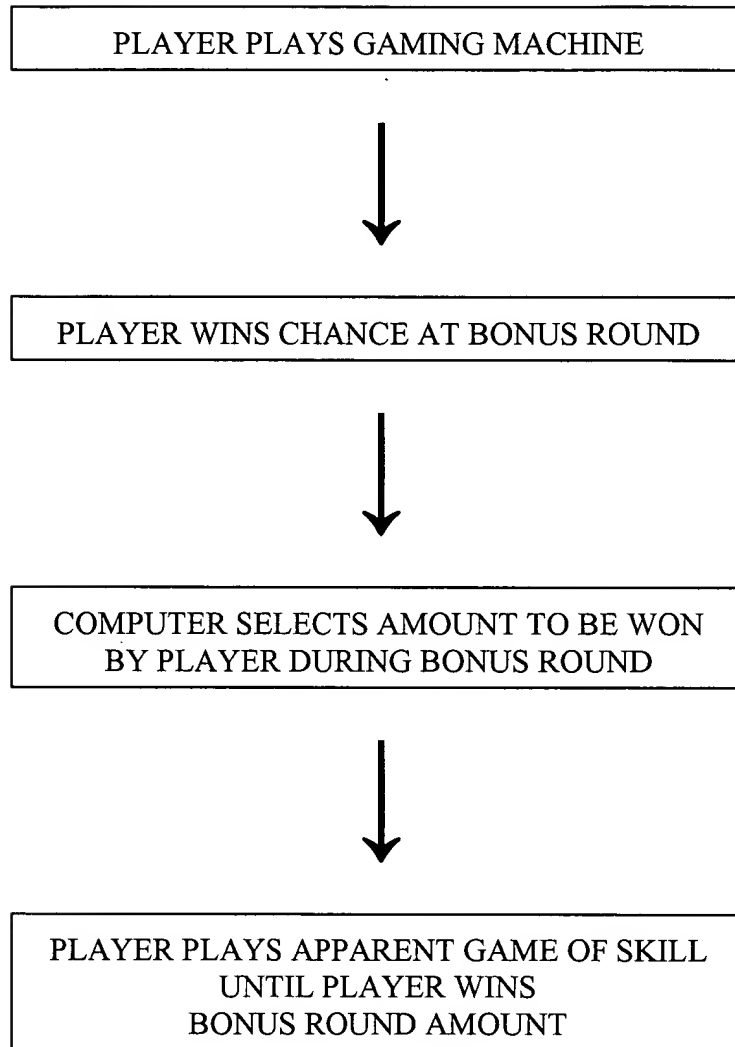 PLAYER PLAYS GAMING MACHINE
PLAYER WINS CHANCE AT BONUS ROUND
COMPUTER SELECTS AMOUNT TO BE WON
BY PLAYER DURING BONUS ROUND
PLAYER PLAYS APPARENT GAME OF SKILL
UNTIL PLAYER WINS
BONUS ROUND AMOUNT